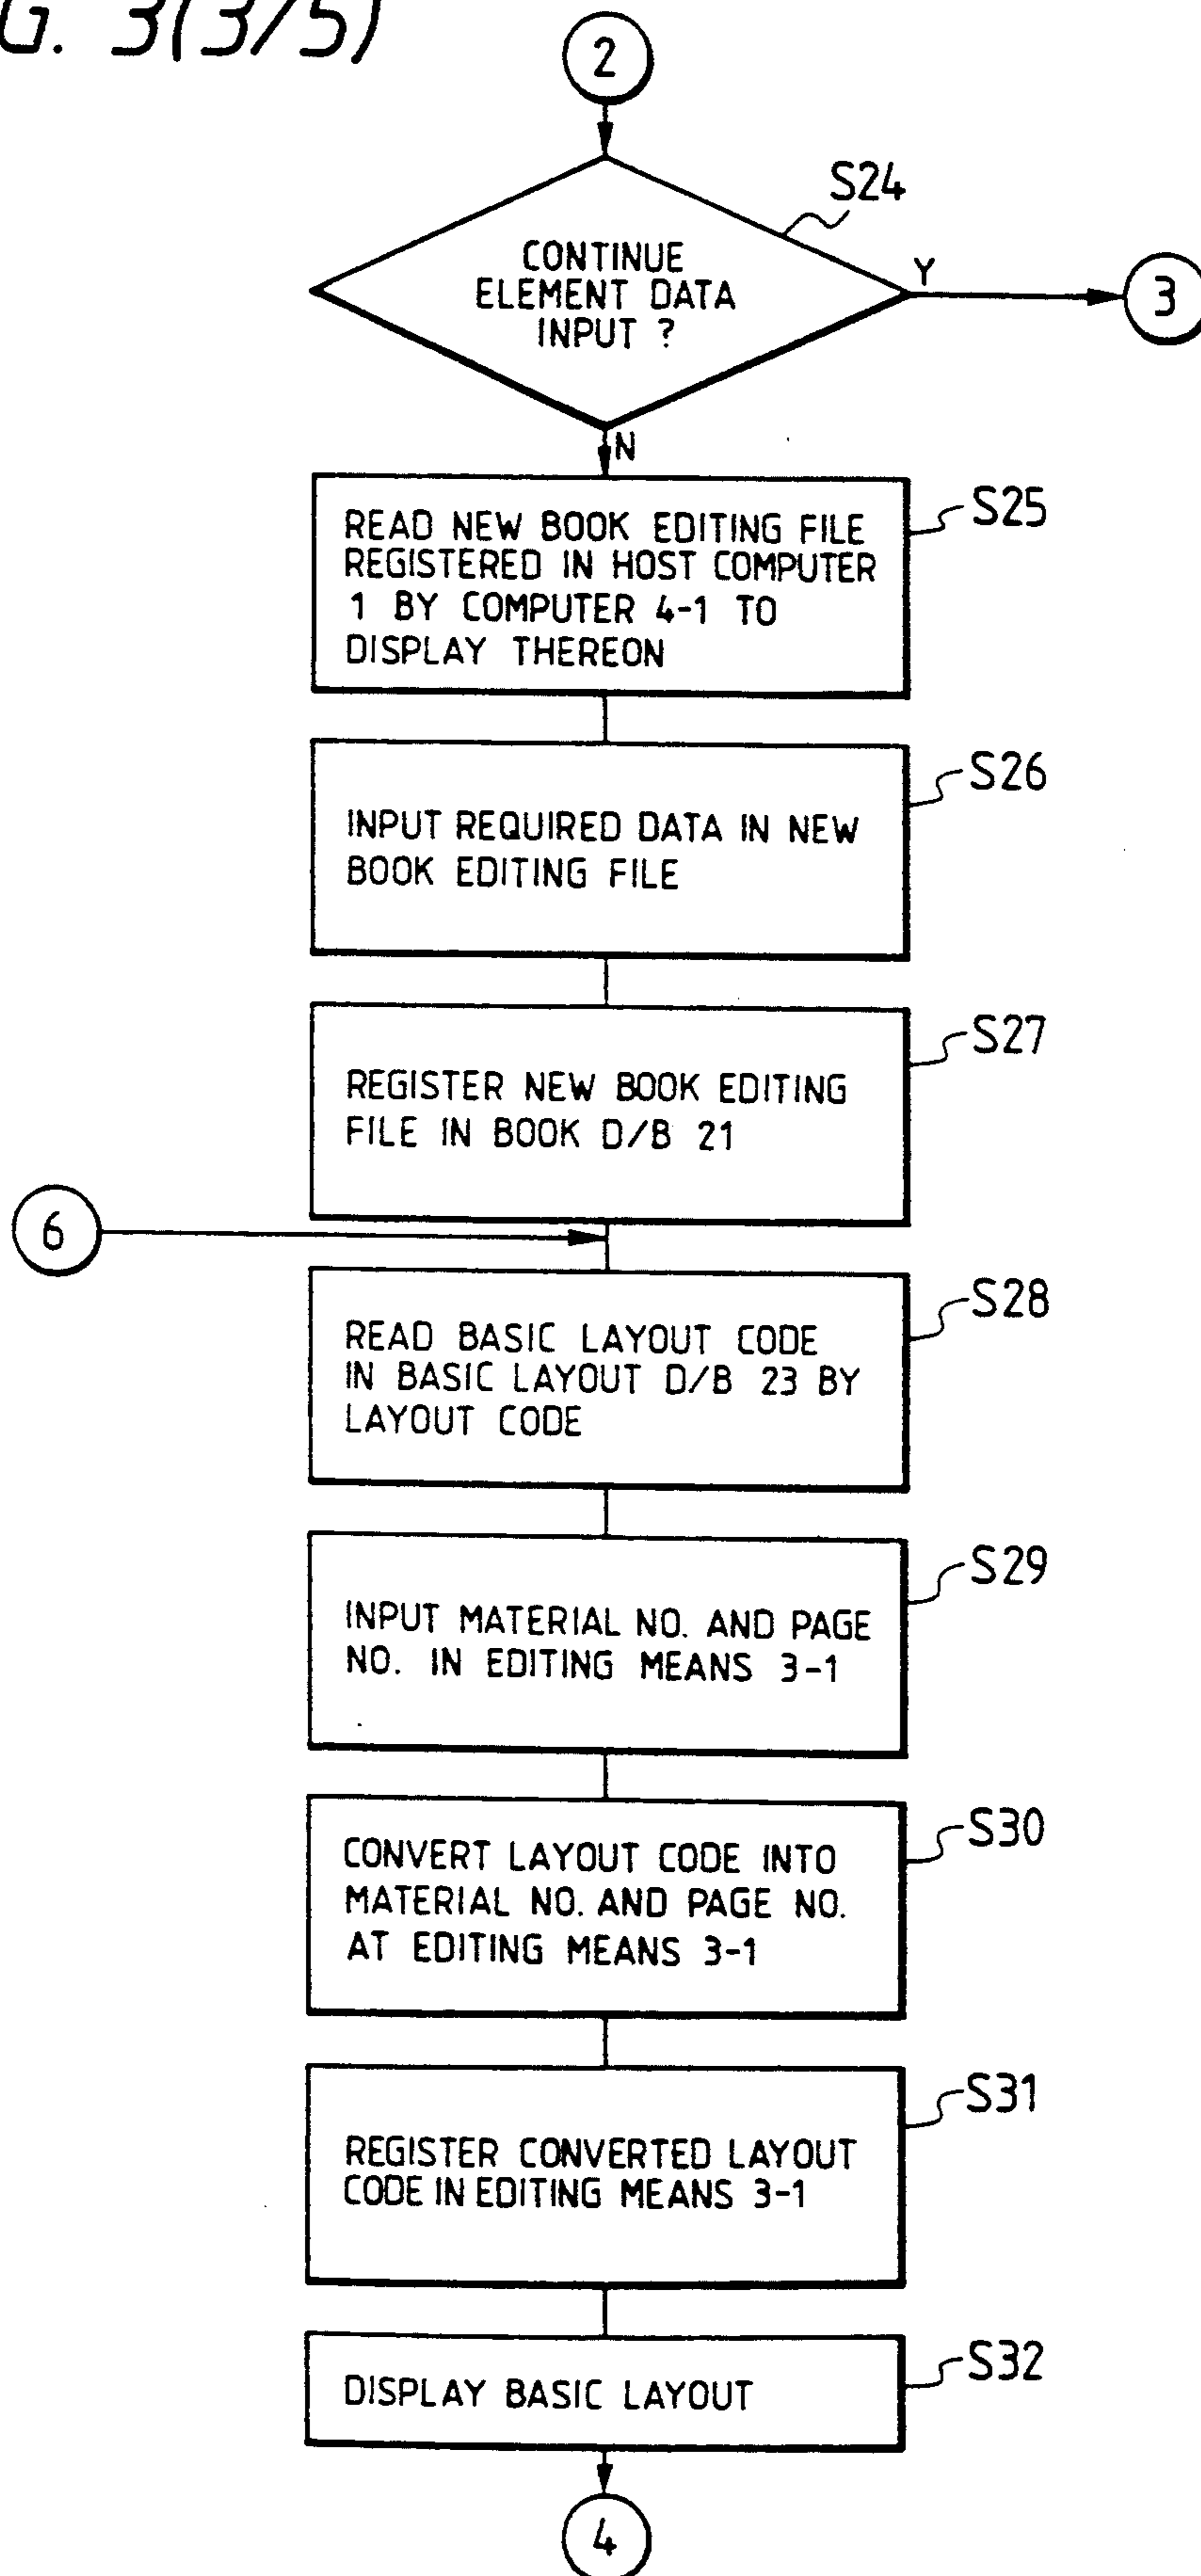 G. 3(3/5)
2
S24
CONTINUE
ELEMENT DATA
INPUT ?
Y
3
N
S25
READ NEW BOOK EDITING FILE
REGISTERED IN HOST COMPUTER
1 BY COMPUTER 4-1 TO
DISPLAY THEREON
S26
INPUT REQUIRED DATA IN NEW
BOOK EDITING FILE
S27
REGISTER NEW BOOK EDITING
FILE IN BOOK D/B 21
6
S28
READ BASIC LAYOUT CODE
IN BASIC LAYOUT D/B 23 BY
LAYOUT CODE
S29
INPUT MATERIAL NO. AND PAGE
NO. IN EDITING MEANS 3-1
S30
CONVERT LAYOUT CODE INTO
MATERIAL NO. AND PAGE NO.
AT EDITING MEANS 3-1
S31
REGISTER CONVERTED LAYOUT
CODE IN EDITING MEANS 3-1
S32
DISPLAY BASIC LAYOUT
4